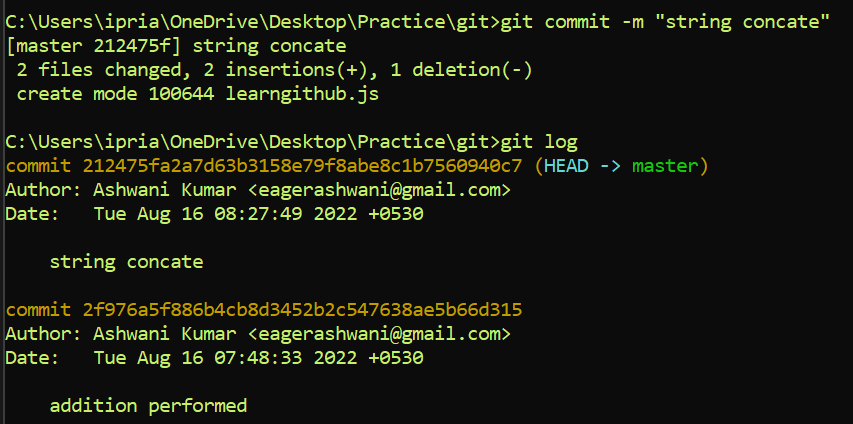 C:\Users\ipria\OneDrive\Desktop\Practice\git>git commit -m "string concate"
[master 212475f] string concate
 2 files changed, 2 insertions(+), 1 deletion(-)
 create mode 100644 learngithub.js
C:\Users\ipria\OneDrive\Desktop\Practice\git>git log
commit 212475fa2a7d63b3158e79f8abe8c1b7560940c7 (HEAD -> master)
Author: Ashwani Kumar <eagerashwani@gmail.com>
Date:   Tue Aug 16 08:27:49 2022 +0530
    string concate
commit 2f976a5f886b4cb8d3452b2c547638ae5b66d315
Author: Ashwani Kumar <eagerashwani@gmail.com>
Date:   Tue Aug 16 07:48:33 2022 +0530
    addition performed